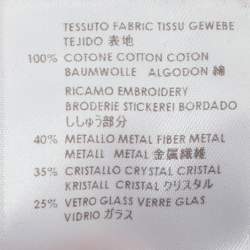 TESSUTO FABRIC TISSU GEWEBE
TEJIDO 表地
100% COTONE COTTON COTON
BAUMWOLLE ALGODON 綿
RICAMO EMBROIDERY
BRODERIE STICKEREI BORDADO
ししゅう部分
40% METALLO METAL FIBER METAL
METALL METAL 金属繊維
35% CRISTALLO CRYSTAL CRISTAL
KRISTALL CRISTAL クリスタル
25% VETRO GLASS VERRE GLAS
VIDRIO ガラス